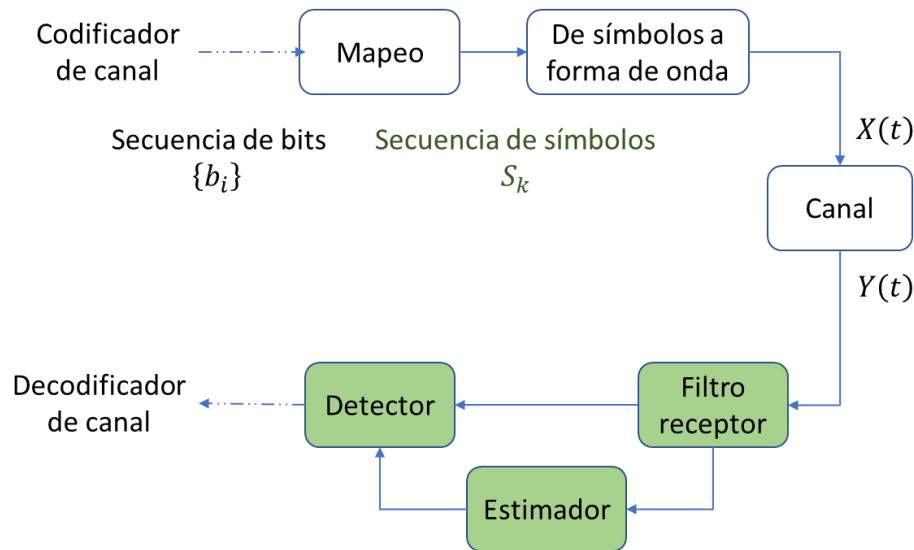 Codificador
de canal
Mapeo
De símbolos a
forma de onda
Secuencia de bits
{b_i}
Secuencia de símbolos
S_k
X(t)
Canal
Y(t)
Decodificador
de canal
Detector
Filtro
receptor
Estimador